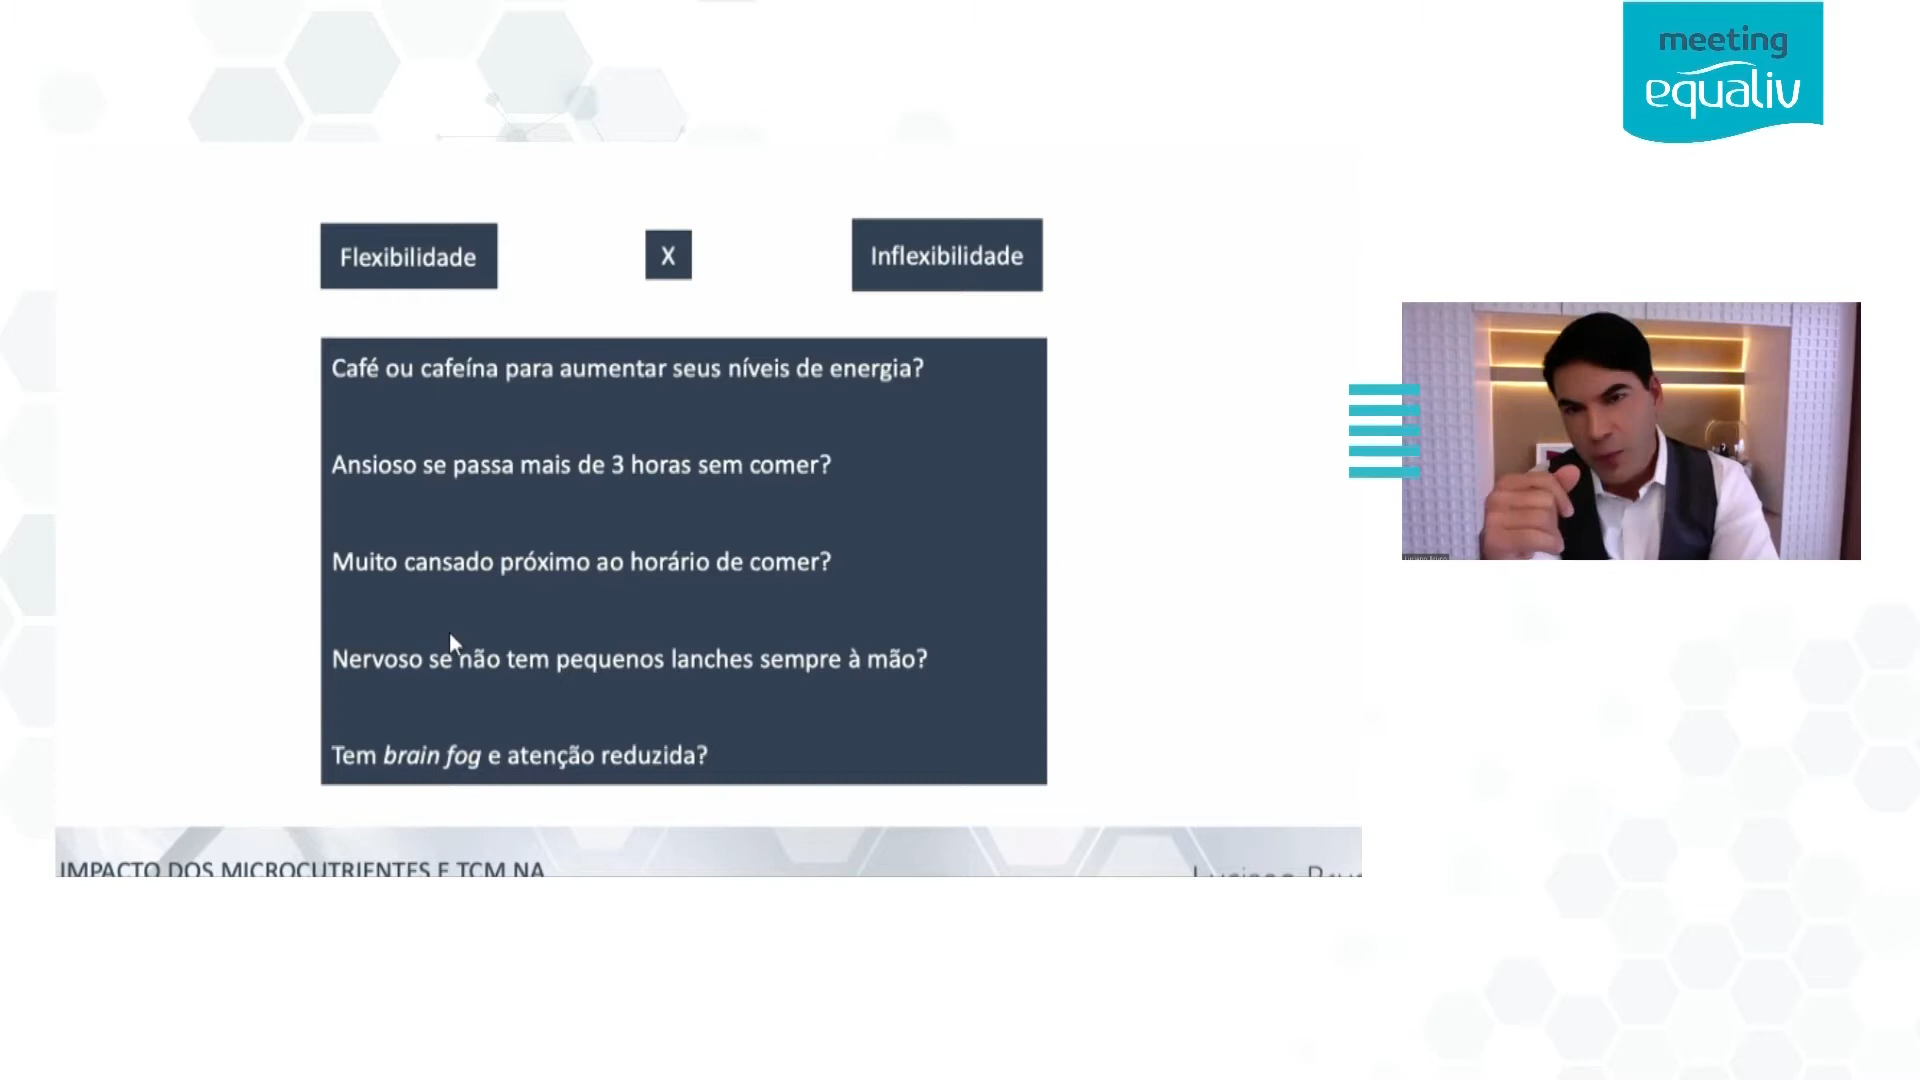 meeting
equaliv
Flexibilidade
X
Inflexibilidade
Café ou cafeína para aumentar seus níveis de energia?
Ansioso se passa mais de 3 horas sem comer?
Muito cansado próximo ao horário de comer?
Nervoso se não tem pequenos lanches sempre à mão?
Tem brain fog e atenção reduzida?
IMPACTO DOS MICROCUTRIENTES E TCM NA
Luciano